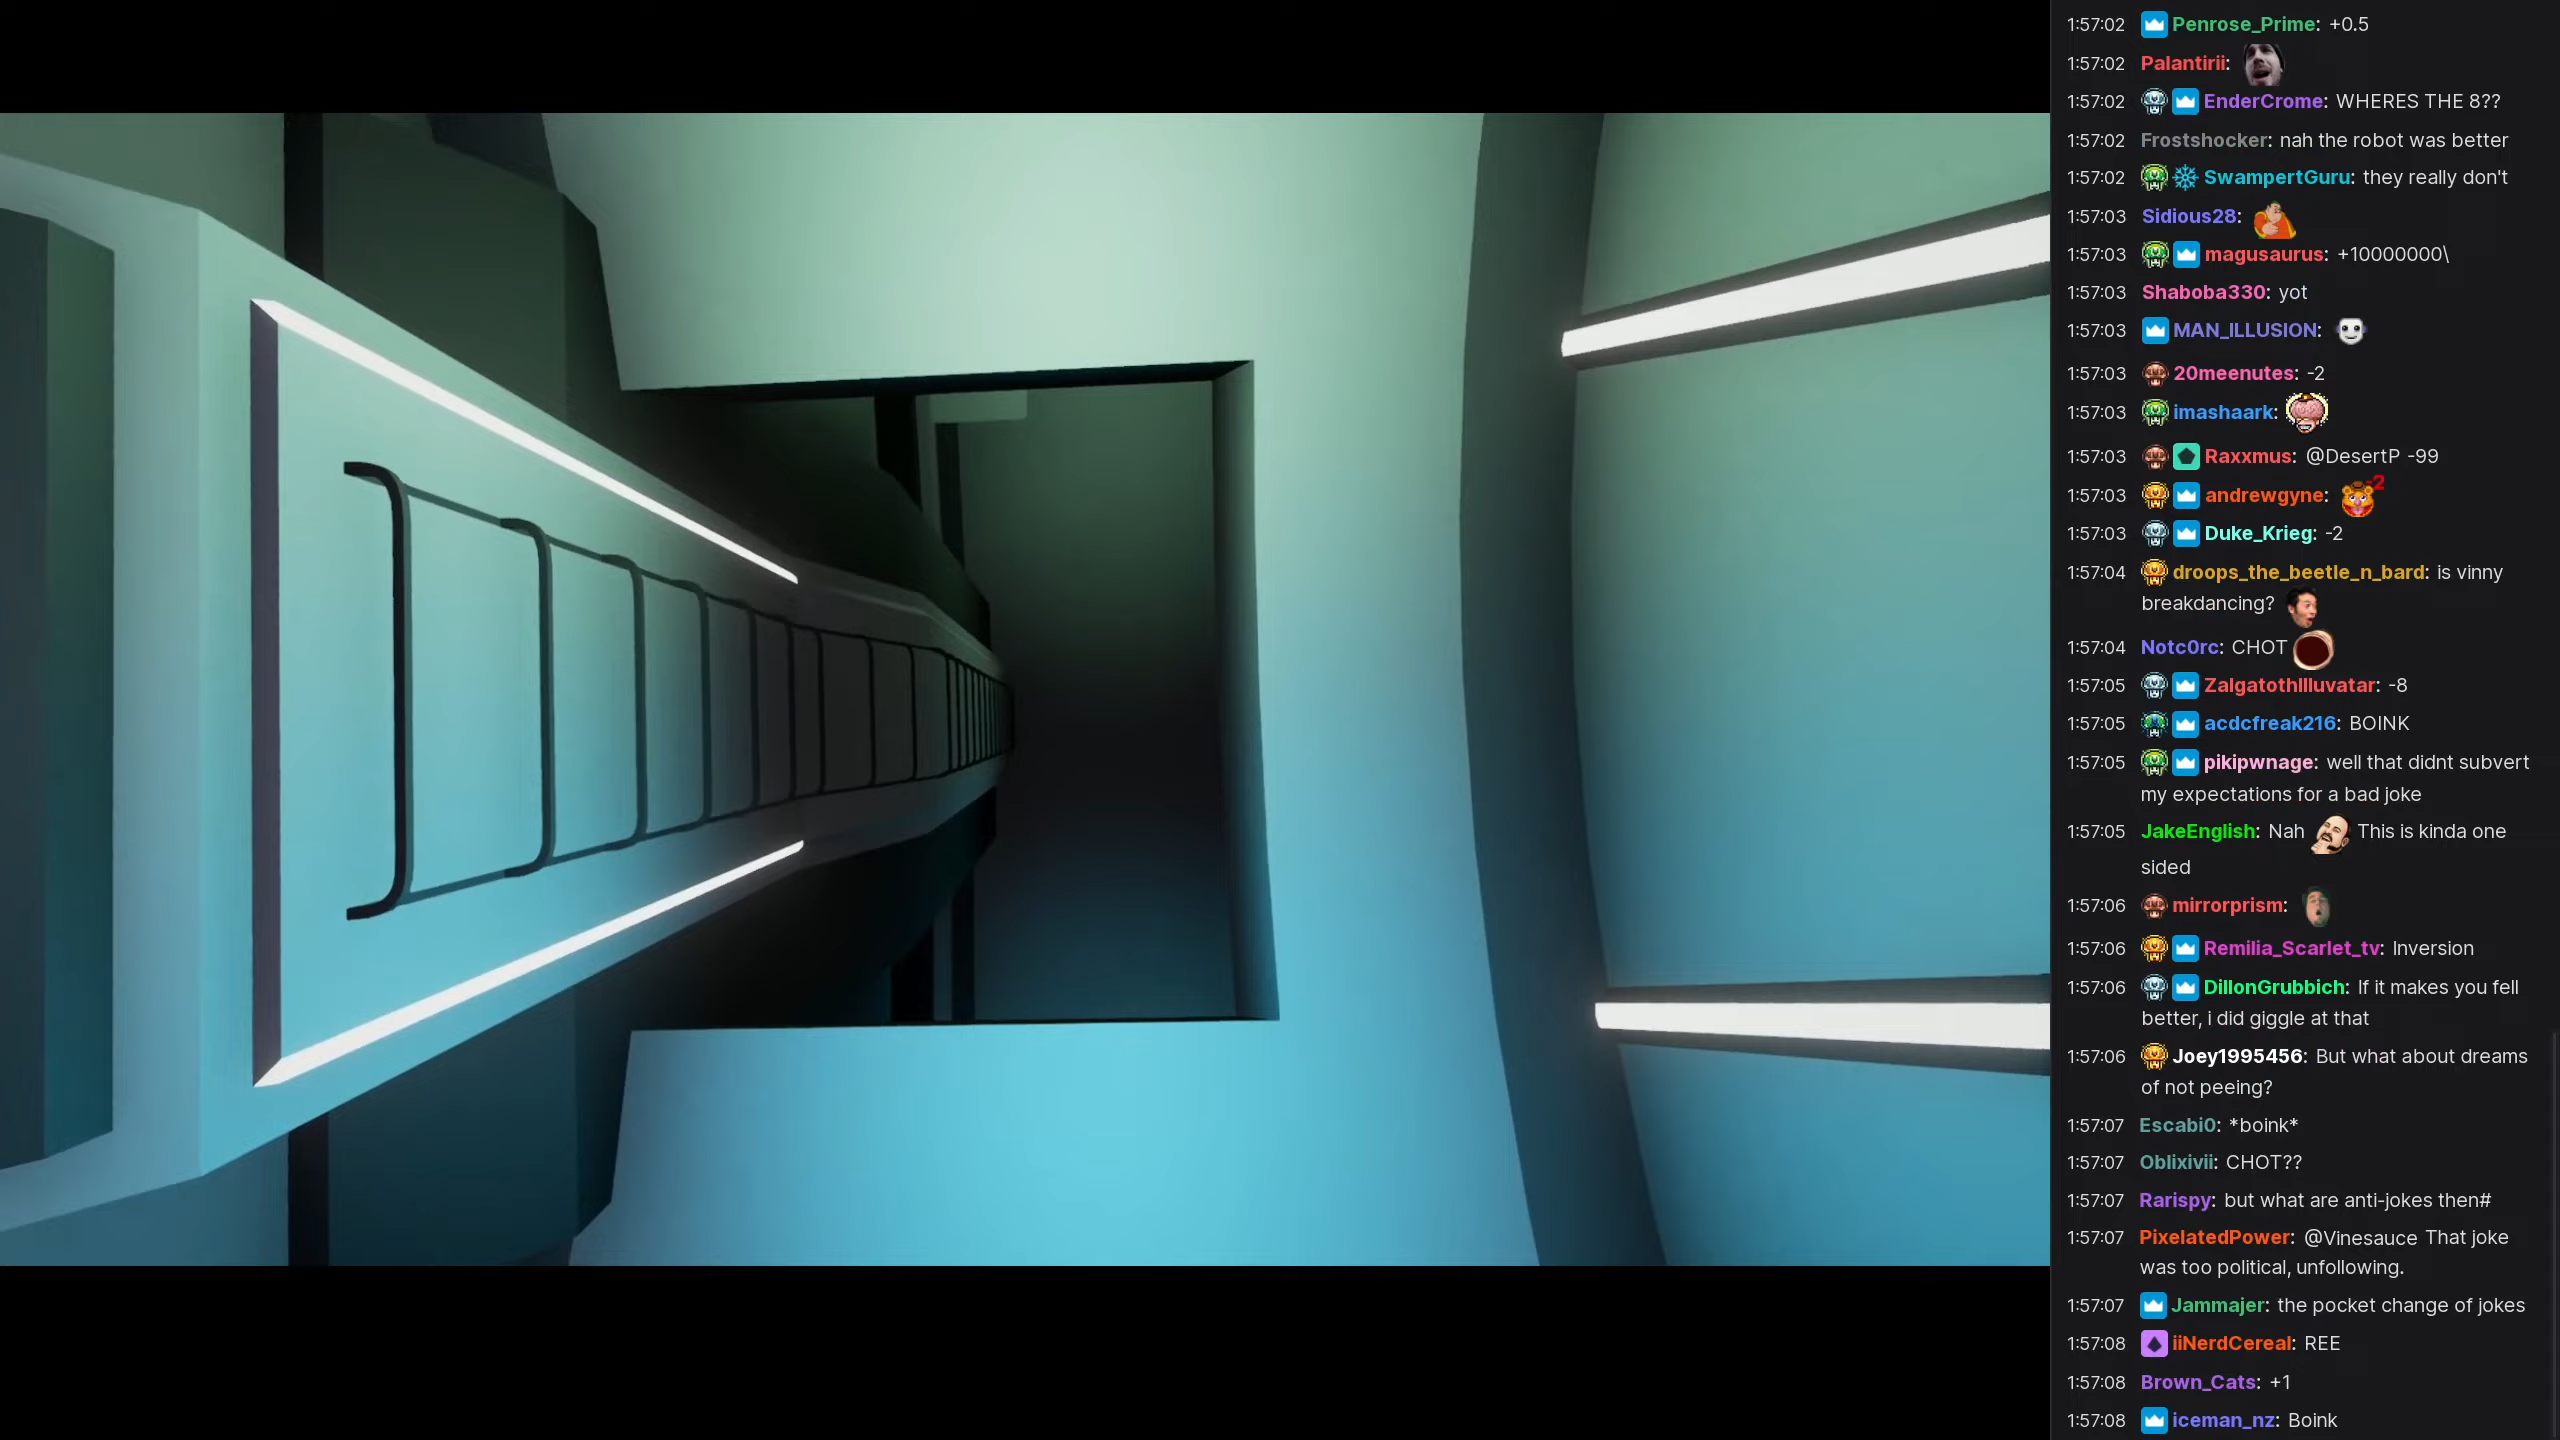 1:57:02 Penrose_Prime: +0.5
1:57:02 Palantirii:
1:57:02 EnderCrome: WHERES THE 8??
1:57:02 Frostshocker: nah the robot was better
1:57:02 SwampertGuru: they really don't
1:57:03 Sidious28:
1:57:03 magusaurus: +10000000\
1:57:03 Shaboba330: yot
1:57:03 MAN_ILLUSION:
1:57:03 20meenutes: -2
1:57:03 imashaark:
1:57:03 Raxxmus: @DesertP -99
1:57:03 andrewgyne: -2
1:57:03 Duke_Krieg: -2
1:57:04 droops_the_beetle_n_bard: is vinny
breakdancing?
1:57:04 Notc0rc: CHOT
1:57:05 ZalgatothIlluvatar: -8
1:57:05 acdcfreak216: BOINK
1:57:05 pikipwnage: well that didnt subvert
my expectations for a bad joke
1:57:05 JakeEnglish: Nah This is kinda one
sided
1:57:06 mirrorprism:
1:57:06 Remilia_Scarlet_tv: Inversion
1:57:06 DillonGrubbich: If it makes you fell
better, i did giggle at that
1:57:06 Joey1995456: But what about dreams
of not peeing?
1:57:07 Escabi0: *boink*
1:57:07 Oblixivii: CHOT??
1:57:07 Rarispy: but what are anti-jokes then#
1:57:07 PixelatedPower: @Vinesauce That joke
was too political, unfollowing.
1:57:07 Jammajer: the pocket change of jokes
1:57:08 iiNerdCereal: REE
1:57:08 Brown_Cats: +1
1:57:08 iceman_nz: Boink